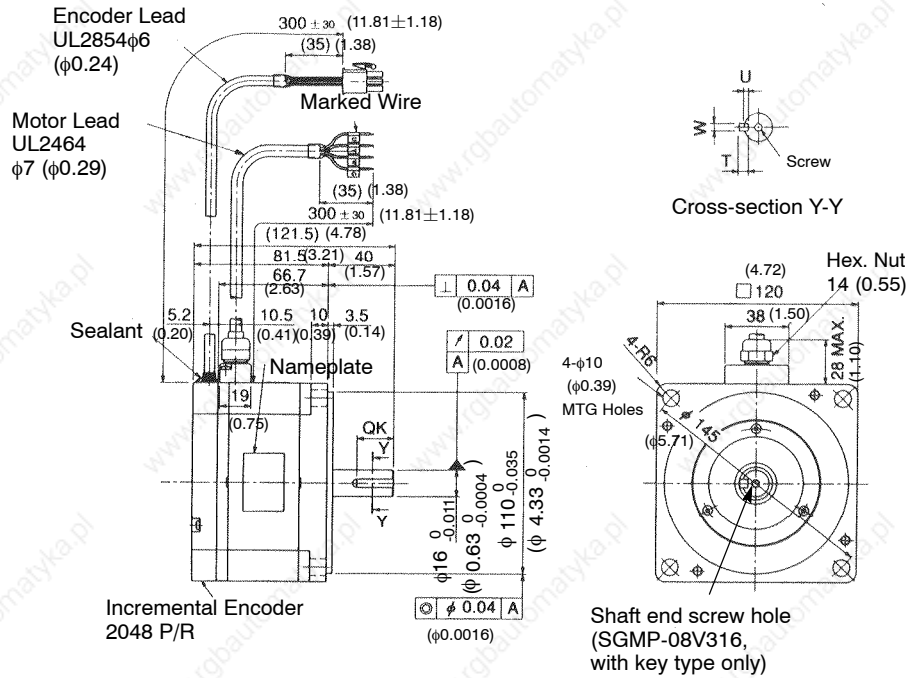 Encoder Lead
UL2854ϕ6
(ϕ0.24)
300 ± 30 (11.81±1.18)
(35) (1.38)
Marked Wire
Motor Lead
UL2464
ϕ7 (ϕ0.29)
(35) (1.38)
300 ± 30 (11.81±1.18)
(121.5) (4.78)
81.5(3.21) 40
(1.57)
66.7
(2.63)
⊥ 0.04 A
(0.0016)
5.2 10.5 10 3.5
(0.20) (0.41)(0.39) (0.14)
Sealant
↗ 0.02
A (0.0008)
Nameplate
19
(0.75)
QK
Y
Y
ϕ16 0 -0.011
(ϕ 0.63 0 -0.0004)
ϕ 110 0 -0.035
(ϕ 4.33 0 -0.0014)
◎ ϕ 0.04 A
(ϕ0.0016)
Incremental Encoder
2048 P/R
U
W
T
Screw
Cross-section Y-Y
(4.72)
□ 120
Hex. Nut
14 (0.55)
38 (1.50)
28 MAX.
(1.10)
4-R6
4-ϕ10
(ϕ0.39)
MTG Holes
ϕ 145
(ϕ5.71)
Shaft end screw hole
(SGMP-08V316,
with key type only)
www.rgbautomatyka.pl